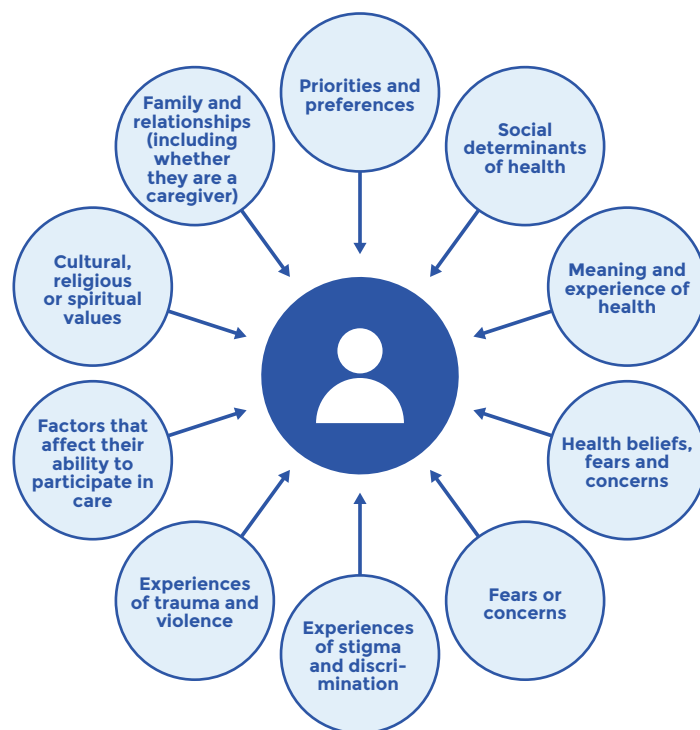 Priorities and
preferences
Social
determinants
of health
Meaning and
experience of
health
Health beliefs,
fears and
concerns
Fears or
concerns
Experiences
of stigma
and discri-
mination
Experiences
of trauma and
violence
Factors that
affect their
ability to
participate in
care
Cultural,
religious
or spiritual
values
Family and
relationships
(including
whether
they are a
caregiver)